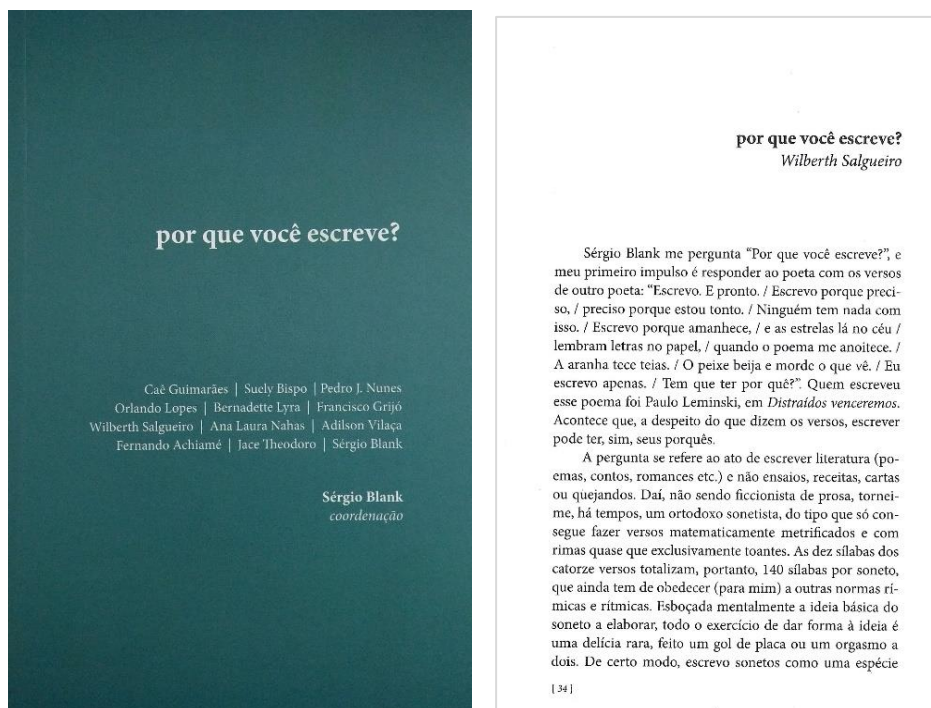 por que você escreve?
Caê Guimarães | Suely Bispo | Pedro J. Nunes
Orlando Lopes | Bernadette Lyra | Francisco Grijó
Wilberth Salgueiro | Ana Laura Nahas | Adilson Vilaça
Fernando Achiamé | Jace Theodoro | Sérgio Blank
Sérgio Blank
coordenação
por que você escreve?
Wilberth Salgueiro
Sérgio Blank me pergunta “Por que você escreve?”, e
meu primeiro impulso é responder ao poeta com os versos
de outro poeta: “Escrevo. E pronto. / Escrevo porque preci-
so, / preciso porque estou tonto. / Ninguém tem nada com
isso. / Escrevo porque amanhece, / e as estrelas lá no céu /
lembram letras no papel, / quando o poema me anoitece. /
A aranha tece teias. / O peixe beija e morde o que vê. / Eu
escrevo apenas. / Tem que ter por quê?”. Quem escreveu
esse poema foi Paulo Leminski, em Distraídos venceremos.
Acontece que, a despeito do que dizem os versos, escrever
pode ter, sim, seus porquês.
A pergunta se refere ao ato de escrever literatura (po-
emas, contos, romances etc.) e não ensaios, receitas, cartas
ou quejandos. Daí, não sendo ficcionista de prosa, tornei-
me, há tempos, um ortodoxo sonetista, do tipo que só con-
segue fazer versos matematicamente metrificados e com
rimas quase que exclusivamente toantes. As dez sílabas dos
catorze versos totalizam, portanto, 140 sílabas por soneto,
que ainda tem de obedecer (para mim) a outras normas rí-
micas e rítmicas. Esboçada mentalmente a ideia básica do
soneto a elaborar, todo o exercício de dar forma à ideia é
uma delícia rara, feito um gol de placa ou um orgasmo a
dois. De certo modo, escrevo sonetos como uma espécie
[ 34 ]